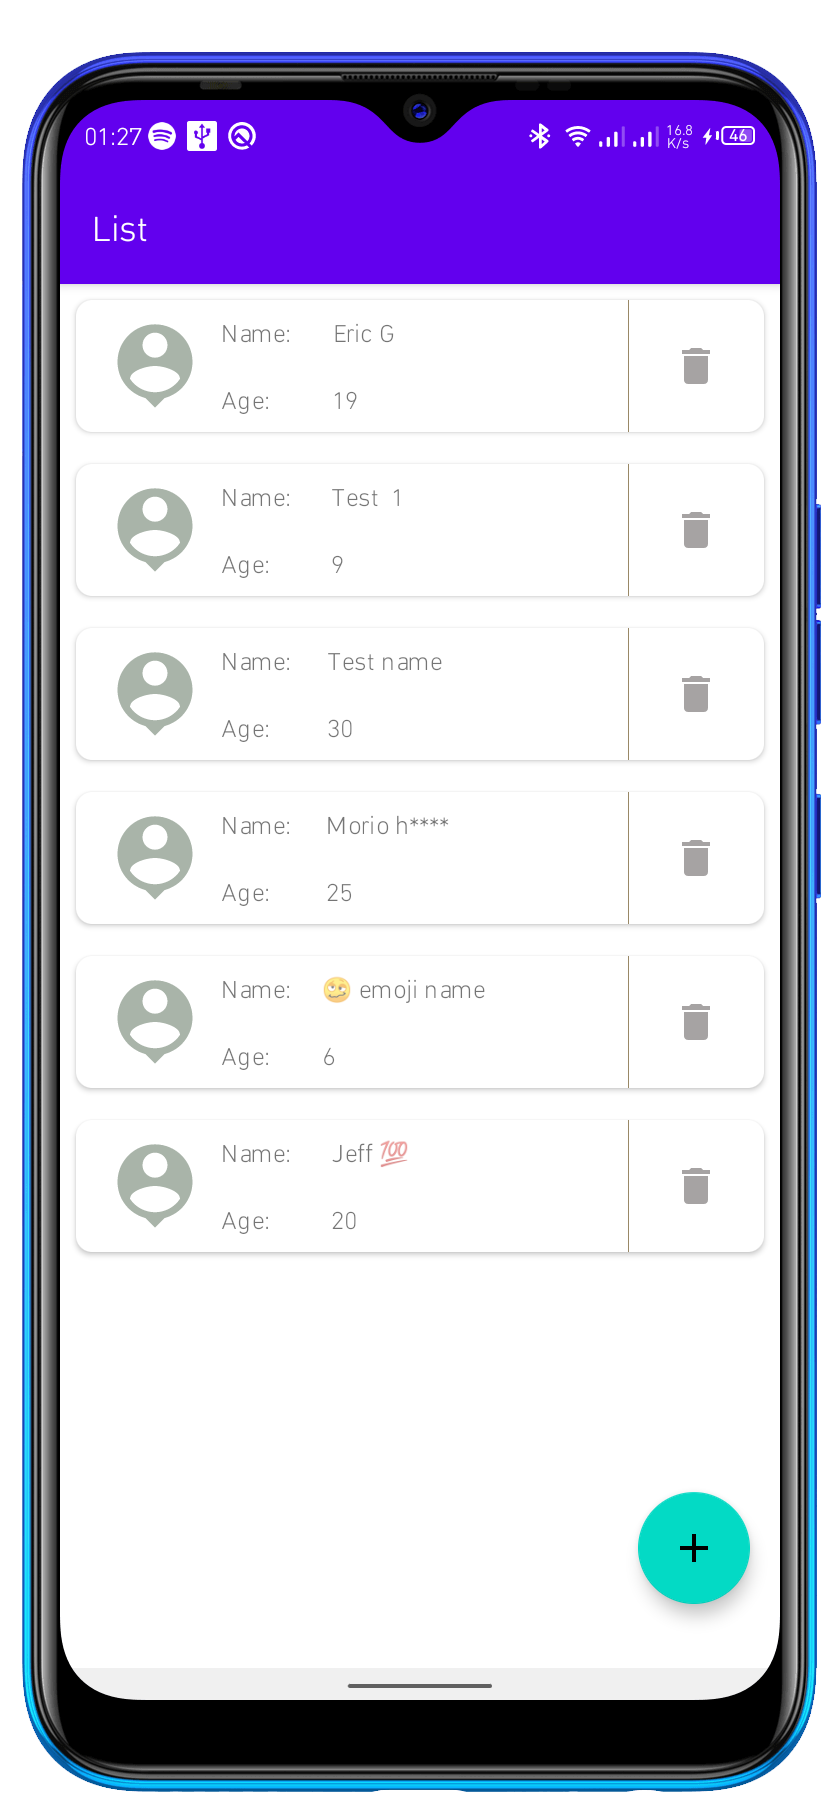 01:27 16.8 K/s 46
List
Name: Eric G
Age: 19
Name: Test  1
Age: 9
Name: Test name
Age: 30
Name: Morio h****
Age: 25
Name: 🥴 emoji name
Age: 6
Name: Jeff 💯
Age: 20